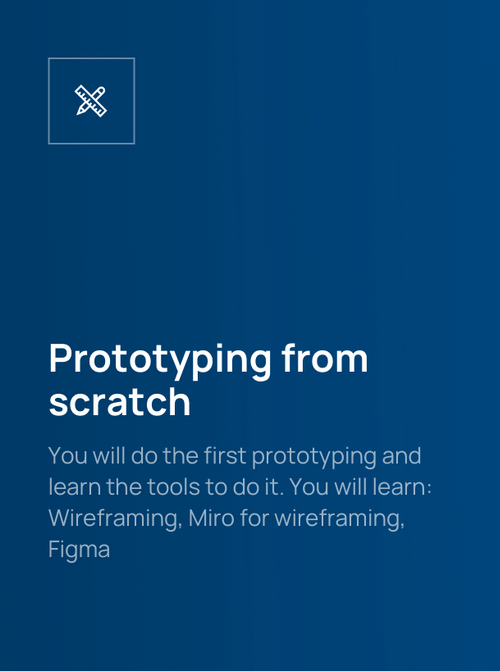 Prototyping from
scratch
You will do the first prototyping and
learn the tools to do it. You will learn:
Wireframing, Miro for wireframing,
Figma